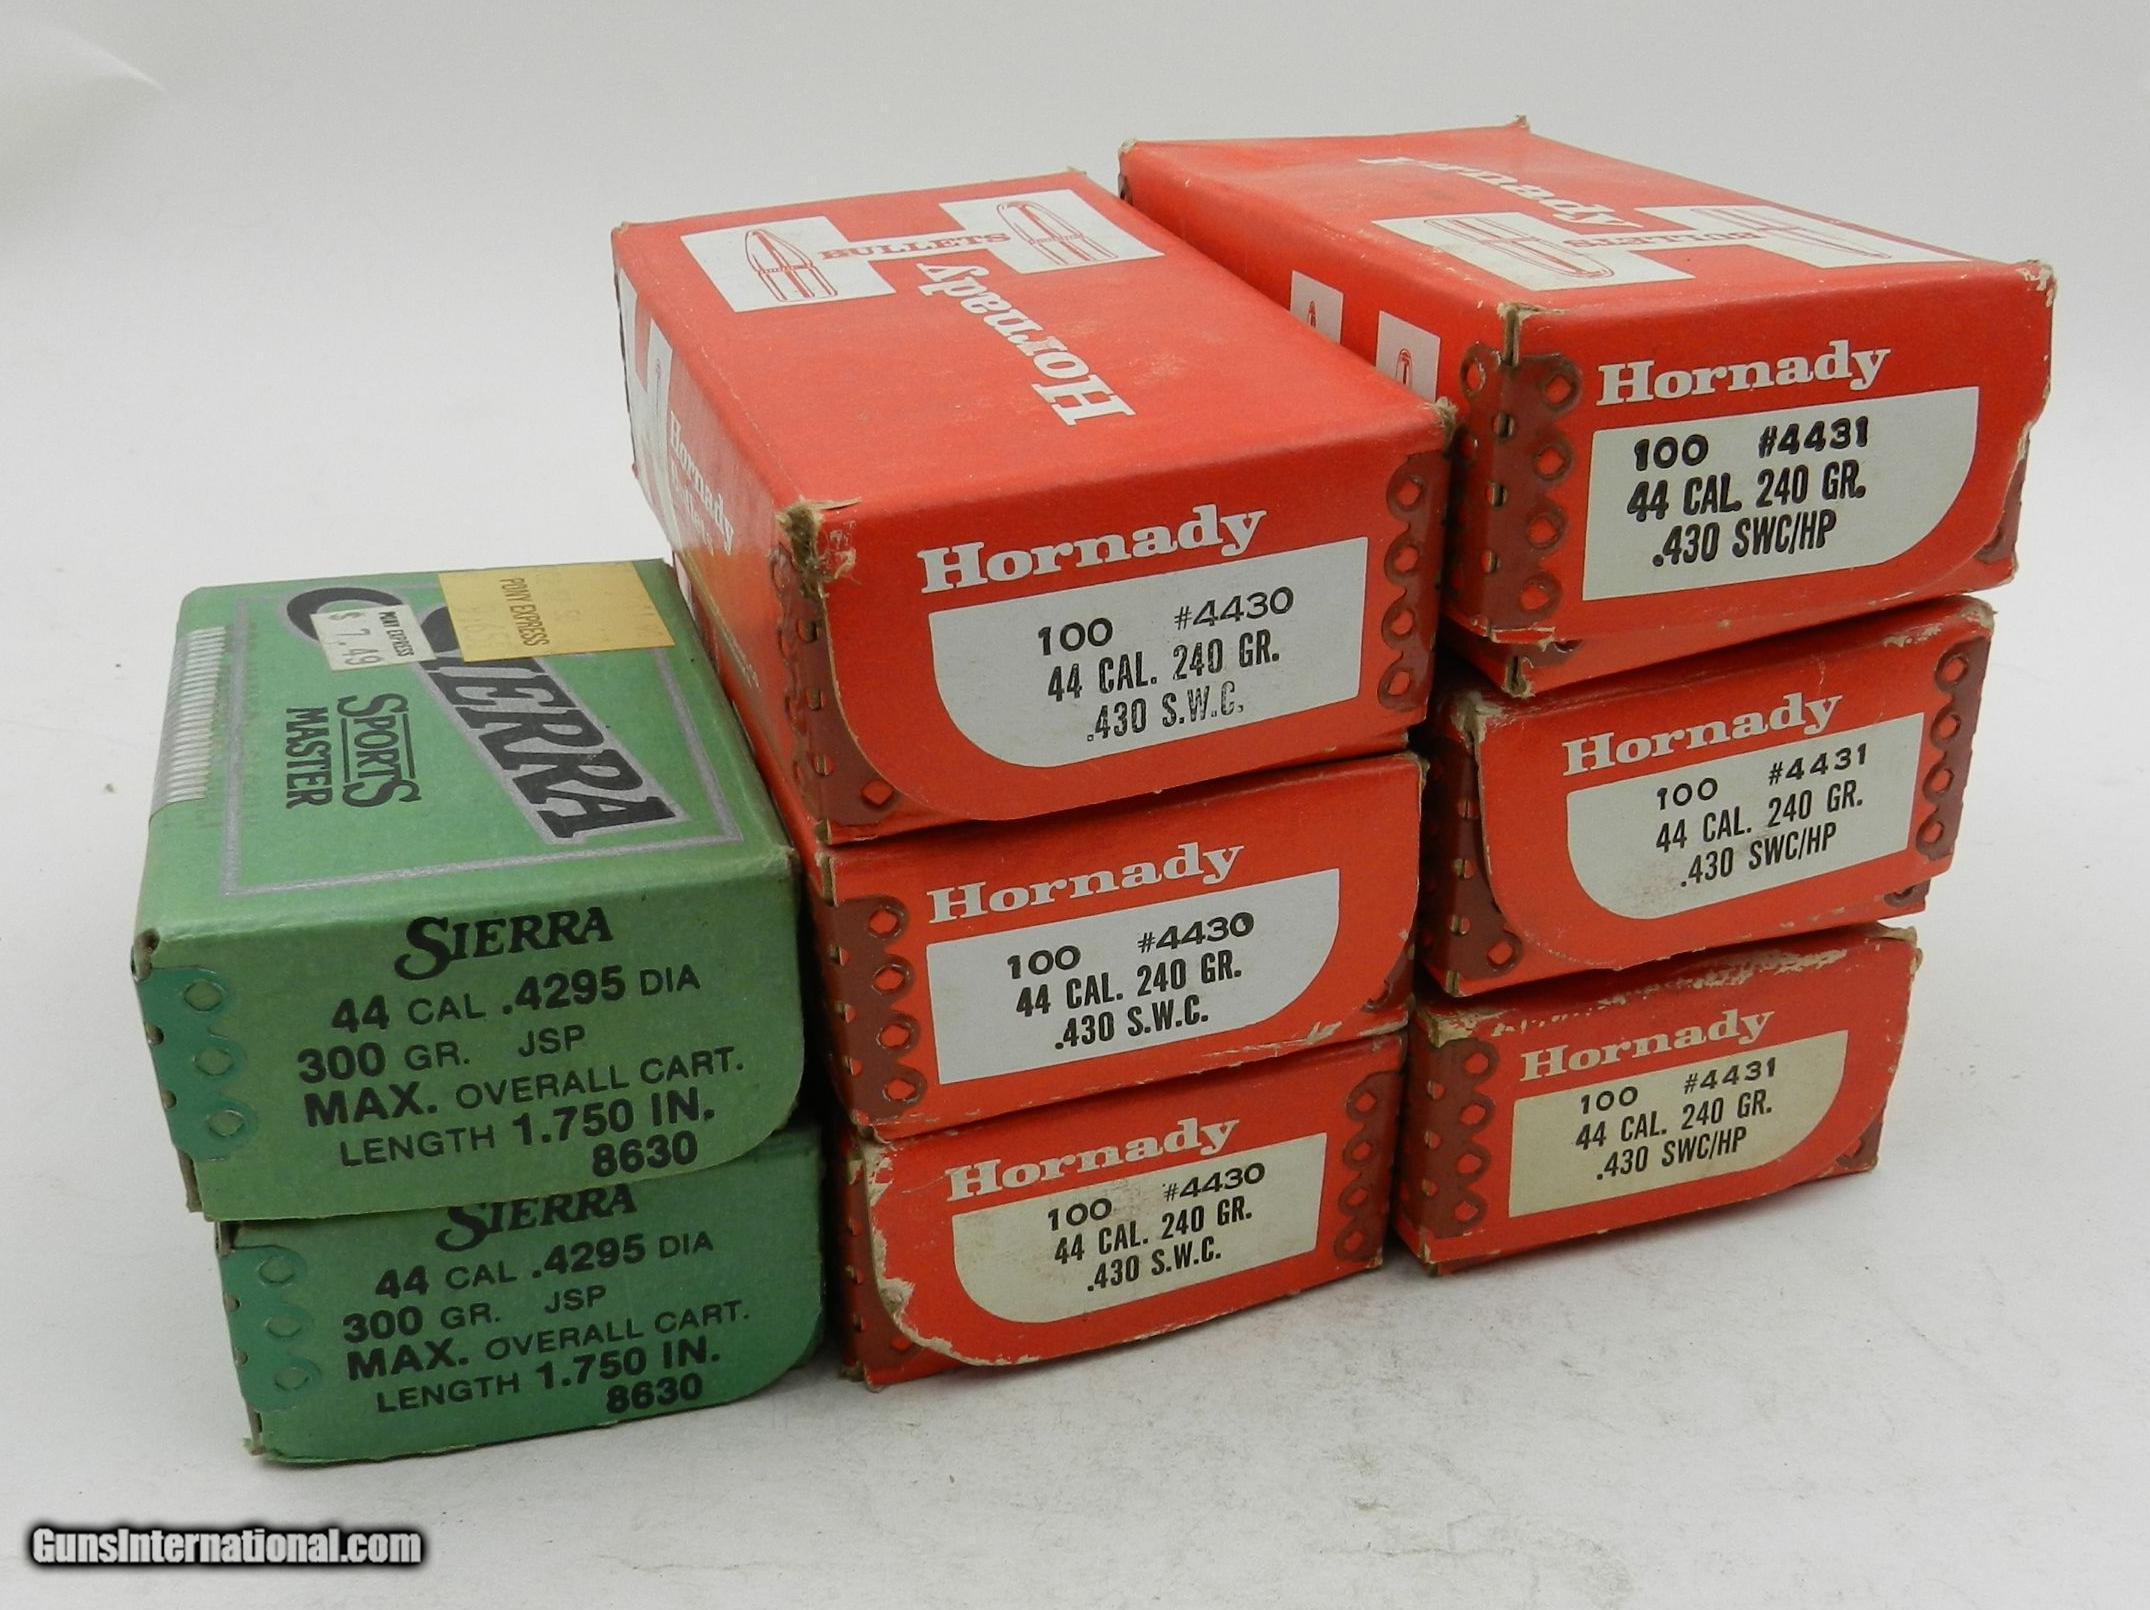 SIERRA
SPORTS
MASTER
PONY EXPRESS
PONY EXPRESS
$ 7.49
SIERRA
44 CAL .4295 DIA
300 GR. JSP
MAX. OVERALL CART.
LENGTH 1.750 IN.
8630
SIERRA
44 CAL .4295 DIA
300 GR. JSP
MAX. OVERALL CART.
LENGTH 1.750 IN.
8630
BULLETS
Hornady
Hornady
Hornady
100 #4430
44 CAL. 240 GR.
.430 S.W.C.
Hornady
100 #4430
44 CAL. 240 GR.
.430 S.W.C.
Hornady
100 #4430
44 CAL. 240 GR.
.430 S.W.C.
Hornady
BULLETS
Hornady
100 #4431
44 CAL. 240 GR.
.430 SWC/HP
Hornady
100 #4431
44 CAL. 240 GR.
.430 SWC/HP
Hornady
100 #4431
44 CAL. 240 GR.
.430 SWC/HP
GunsInternational.com